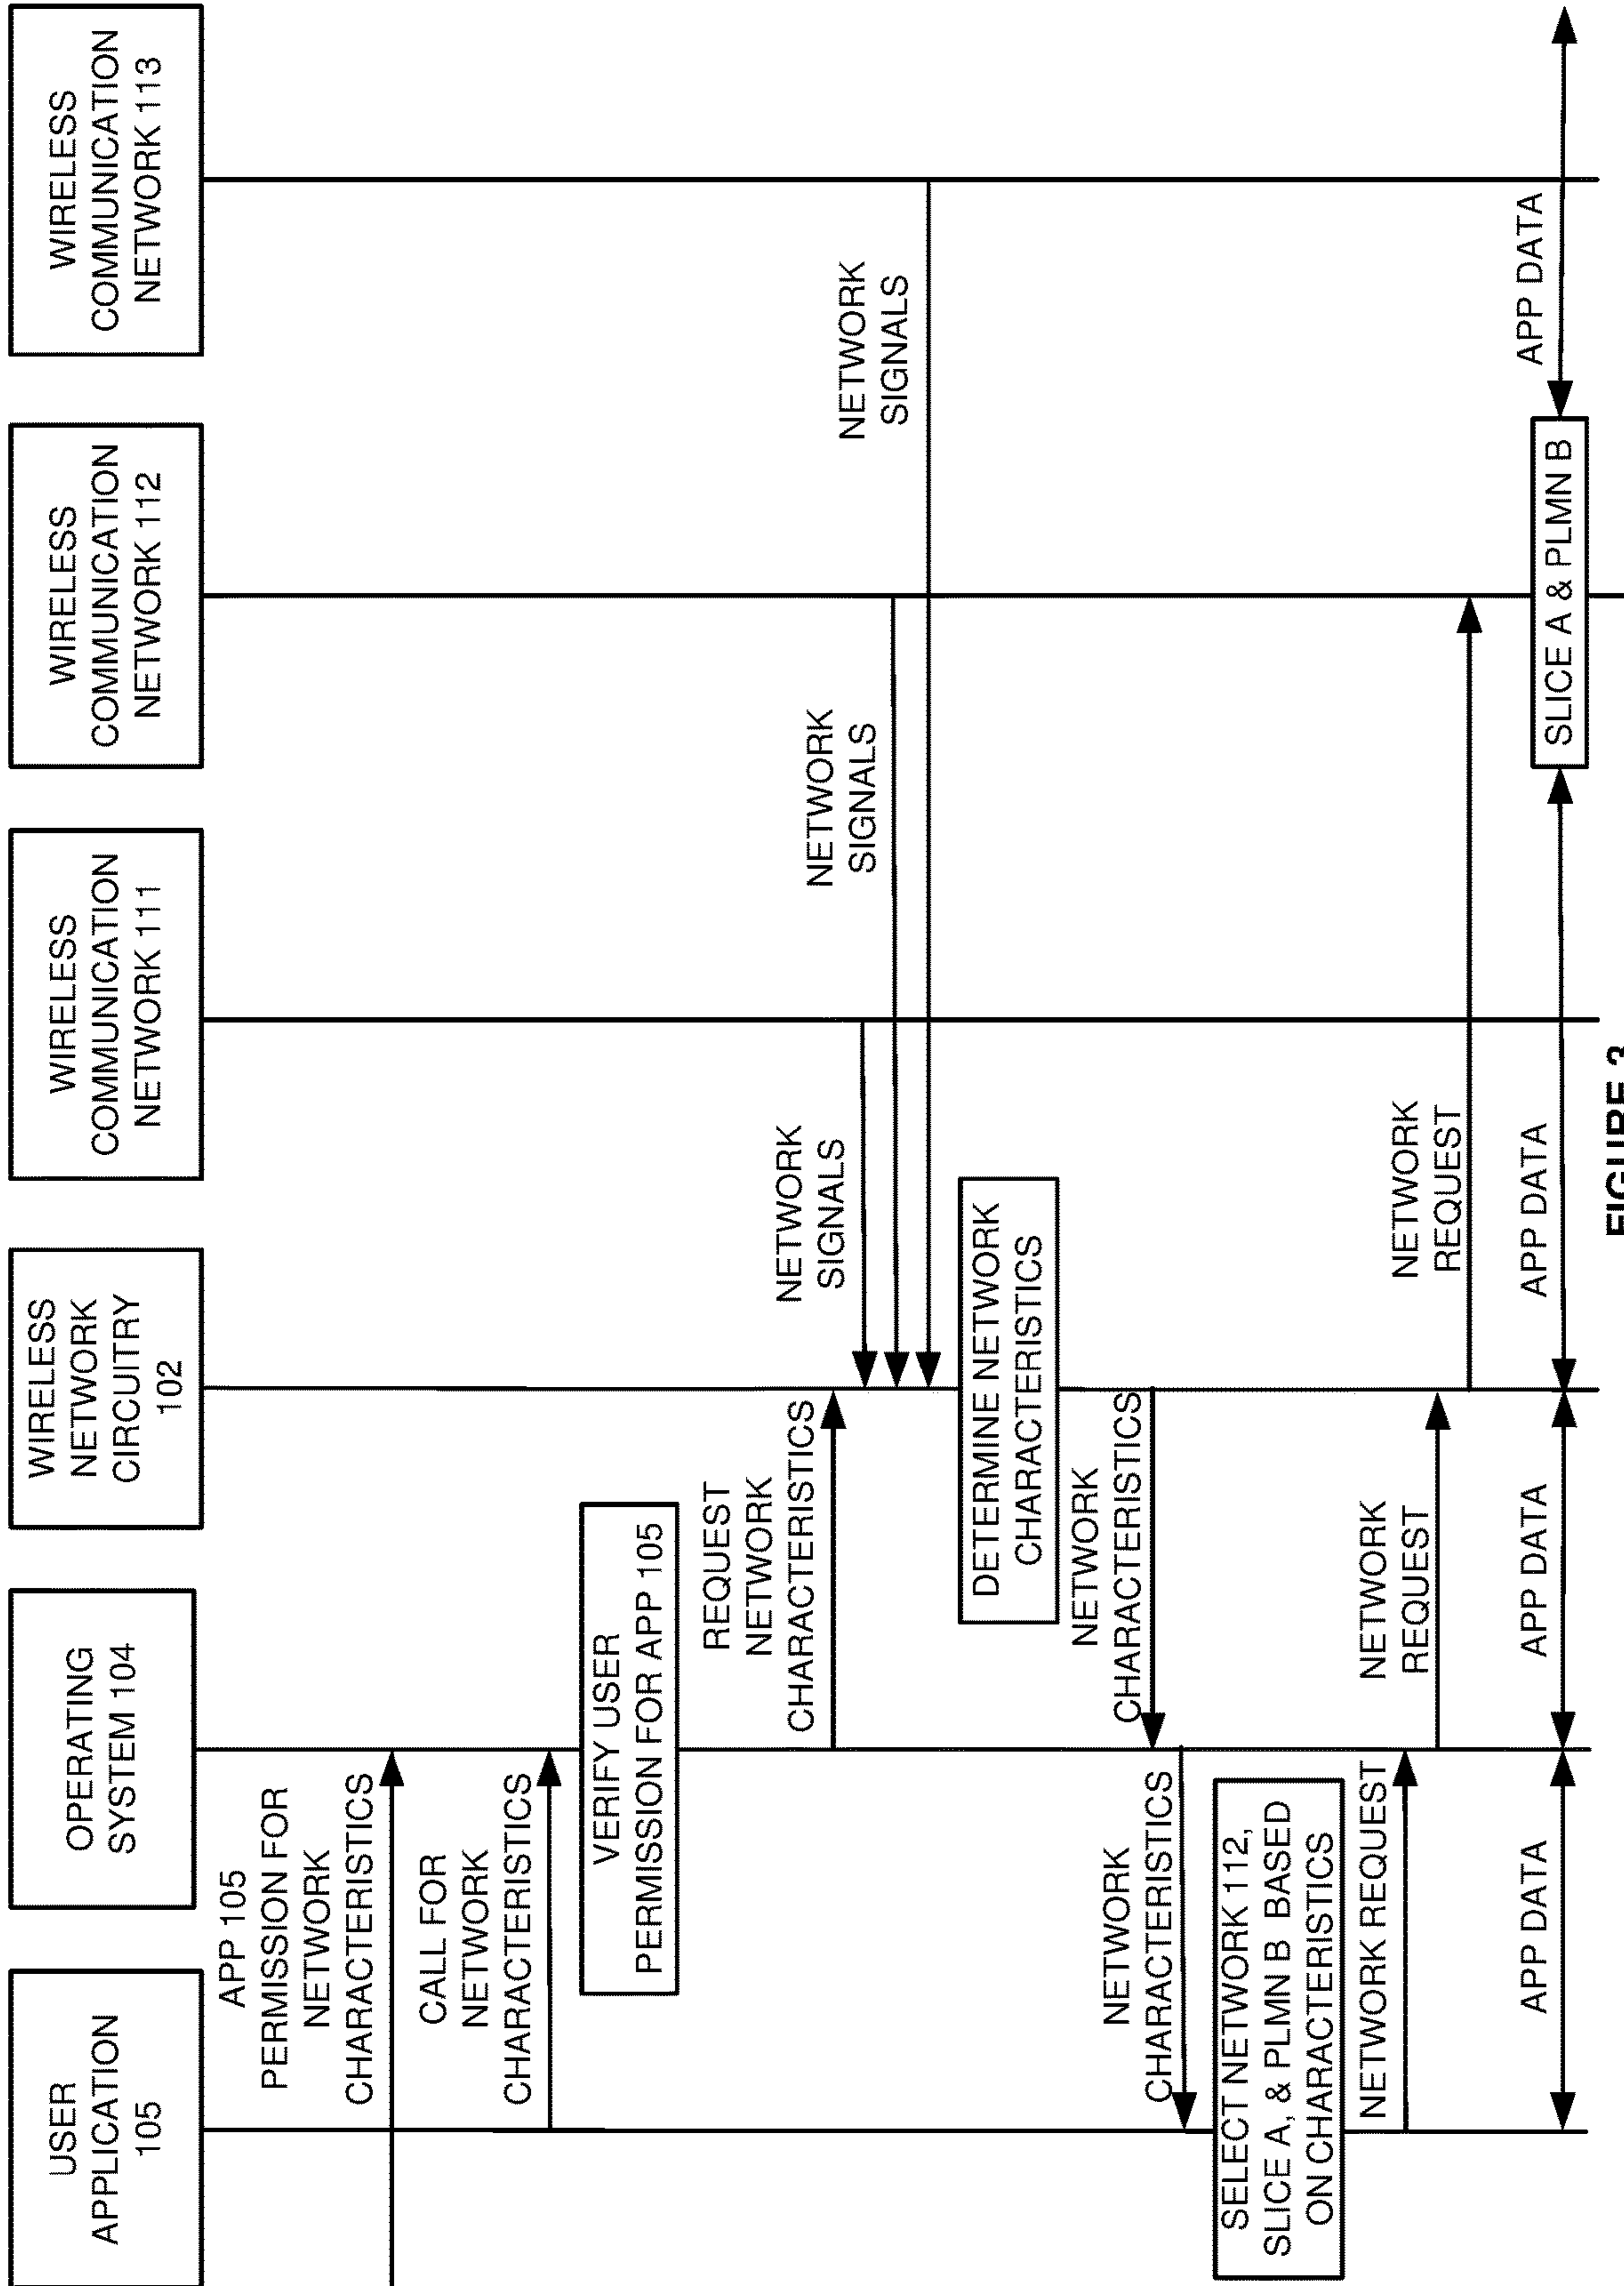 USER
APPLICATION
105
OPERATING
SYSTEM 104
WIRELESS
NETWORK
CIRCUITRY
102
WIRELESS
COMMUNICATION
NETWORK 111
WIRELESS
COMMUNICATION
NETWORK 112
WIRELESS
COMMUNICATION
NETWORK 113
APP 105
PERMISSION FOR
NETWORK
CHARACTERISTICS
CALL FOR
NETWORK
CHARACTERISTICS
VERIFY USER
PERMISSION FOR APP 105
REQUEST
NETWORK
CHARACTERISTICS
NETWORK
SIGNALS
NETWORK
SIGNALS
NETWORK
SIGNALS
DETERMINE NETWORK
CHARACTERISTICS
NETWORK
CHARACTERISTICS
NETWORK
CHARACTERISTICS
SELECT NETWORK 112,
SLICE A, & PLMN B BASED
ON CHARACTERISTICS
NETWORK REQUEST
NETWORK
REQUEST
NETWORK
REQUEST
APP DATA
APP DATA
APP DATA
SLICE A & PLMN B
APP DATA
FIGURE 3